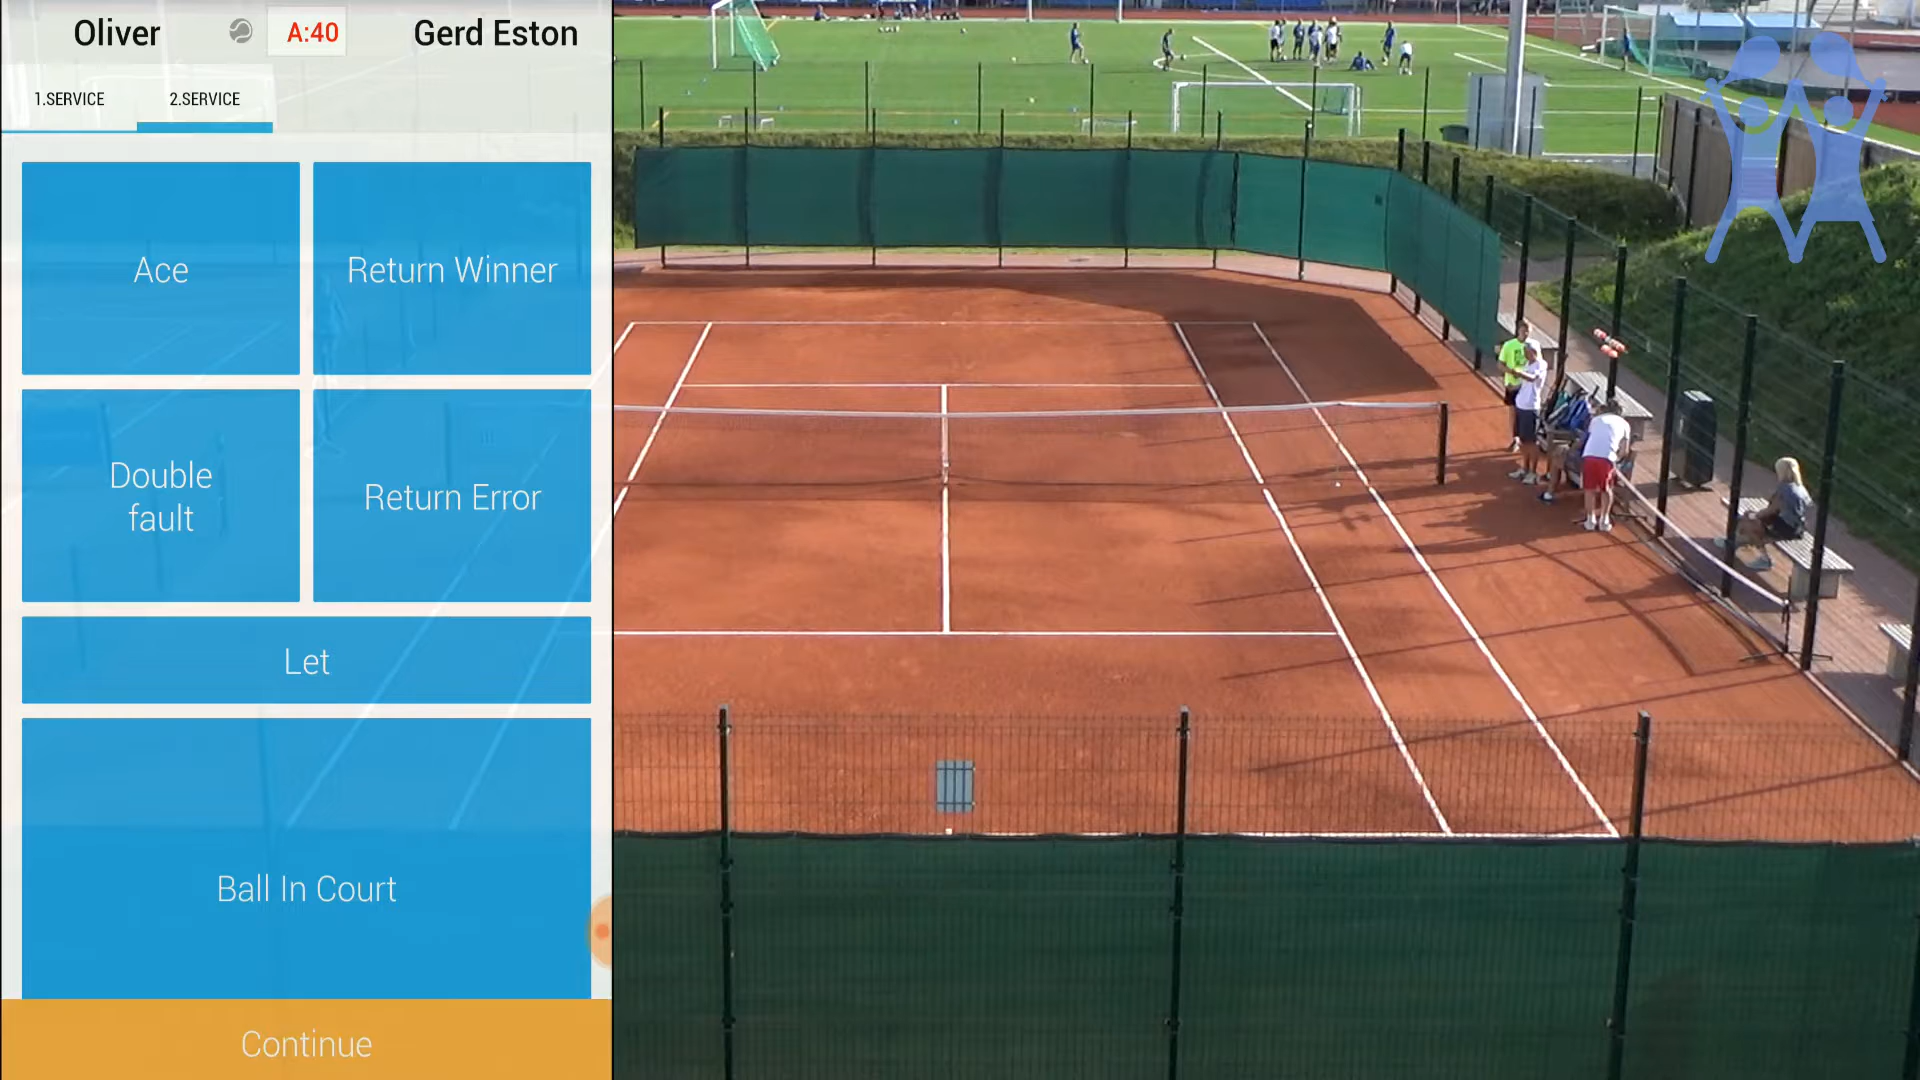 Oliver A:40 Gerd Eston
1.SERVICE 2.SERVICE
Ace
Return Winner
Double
fault
Return Error
Let
Ball In Court
Continue